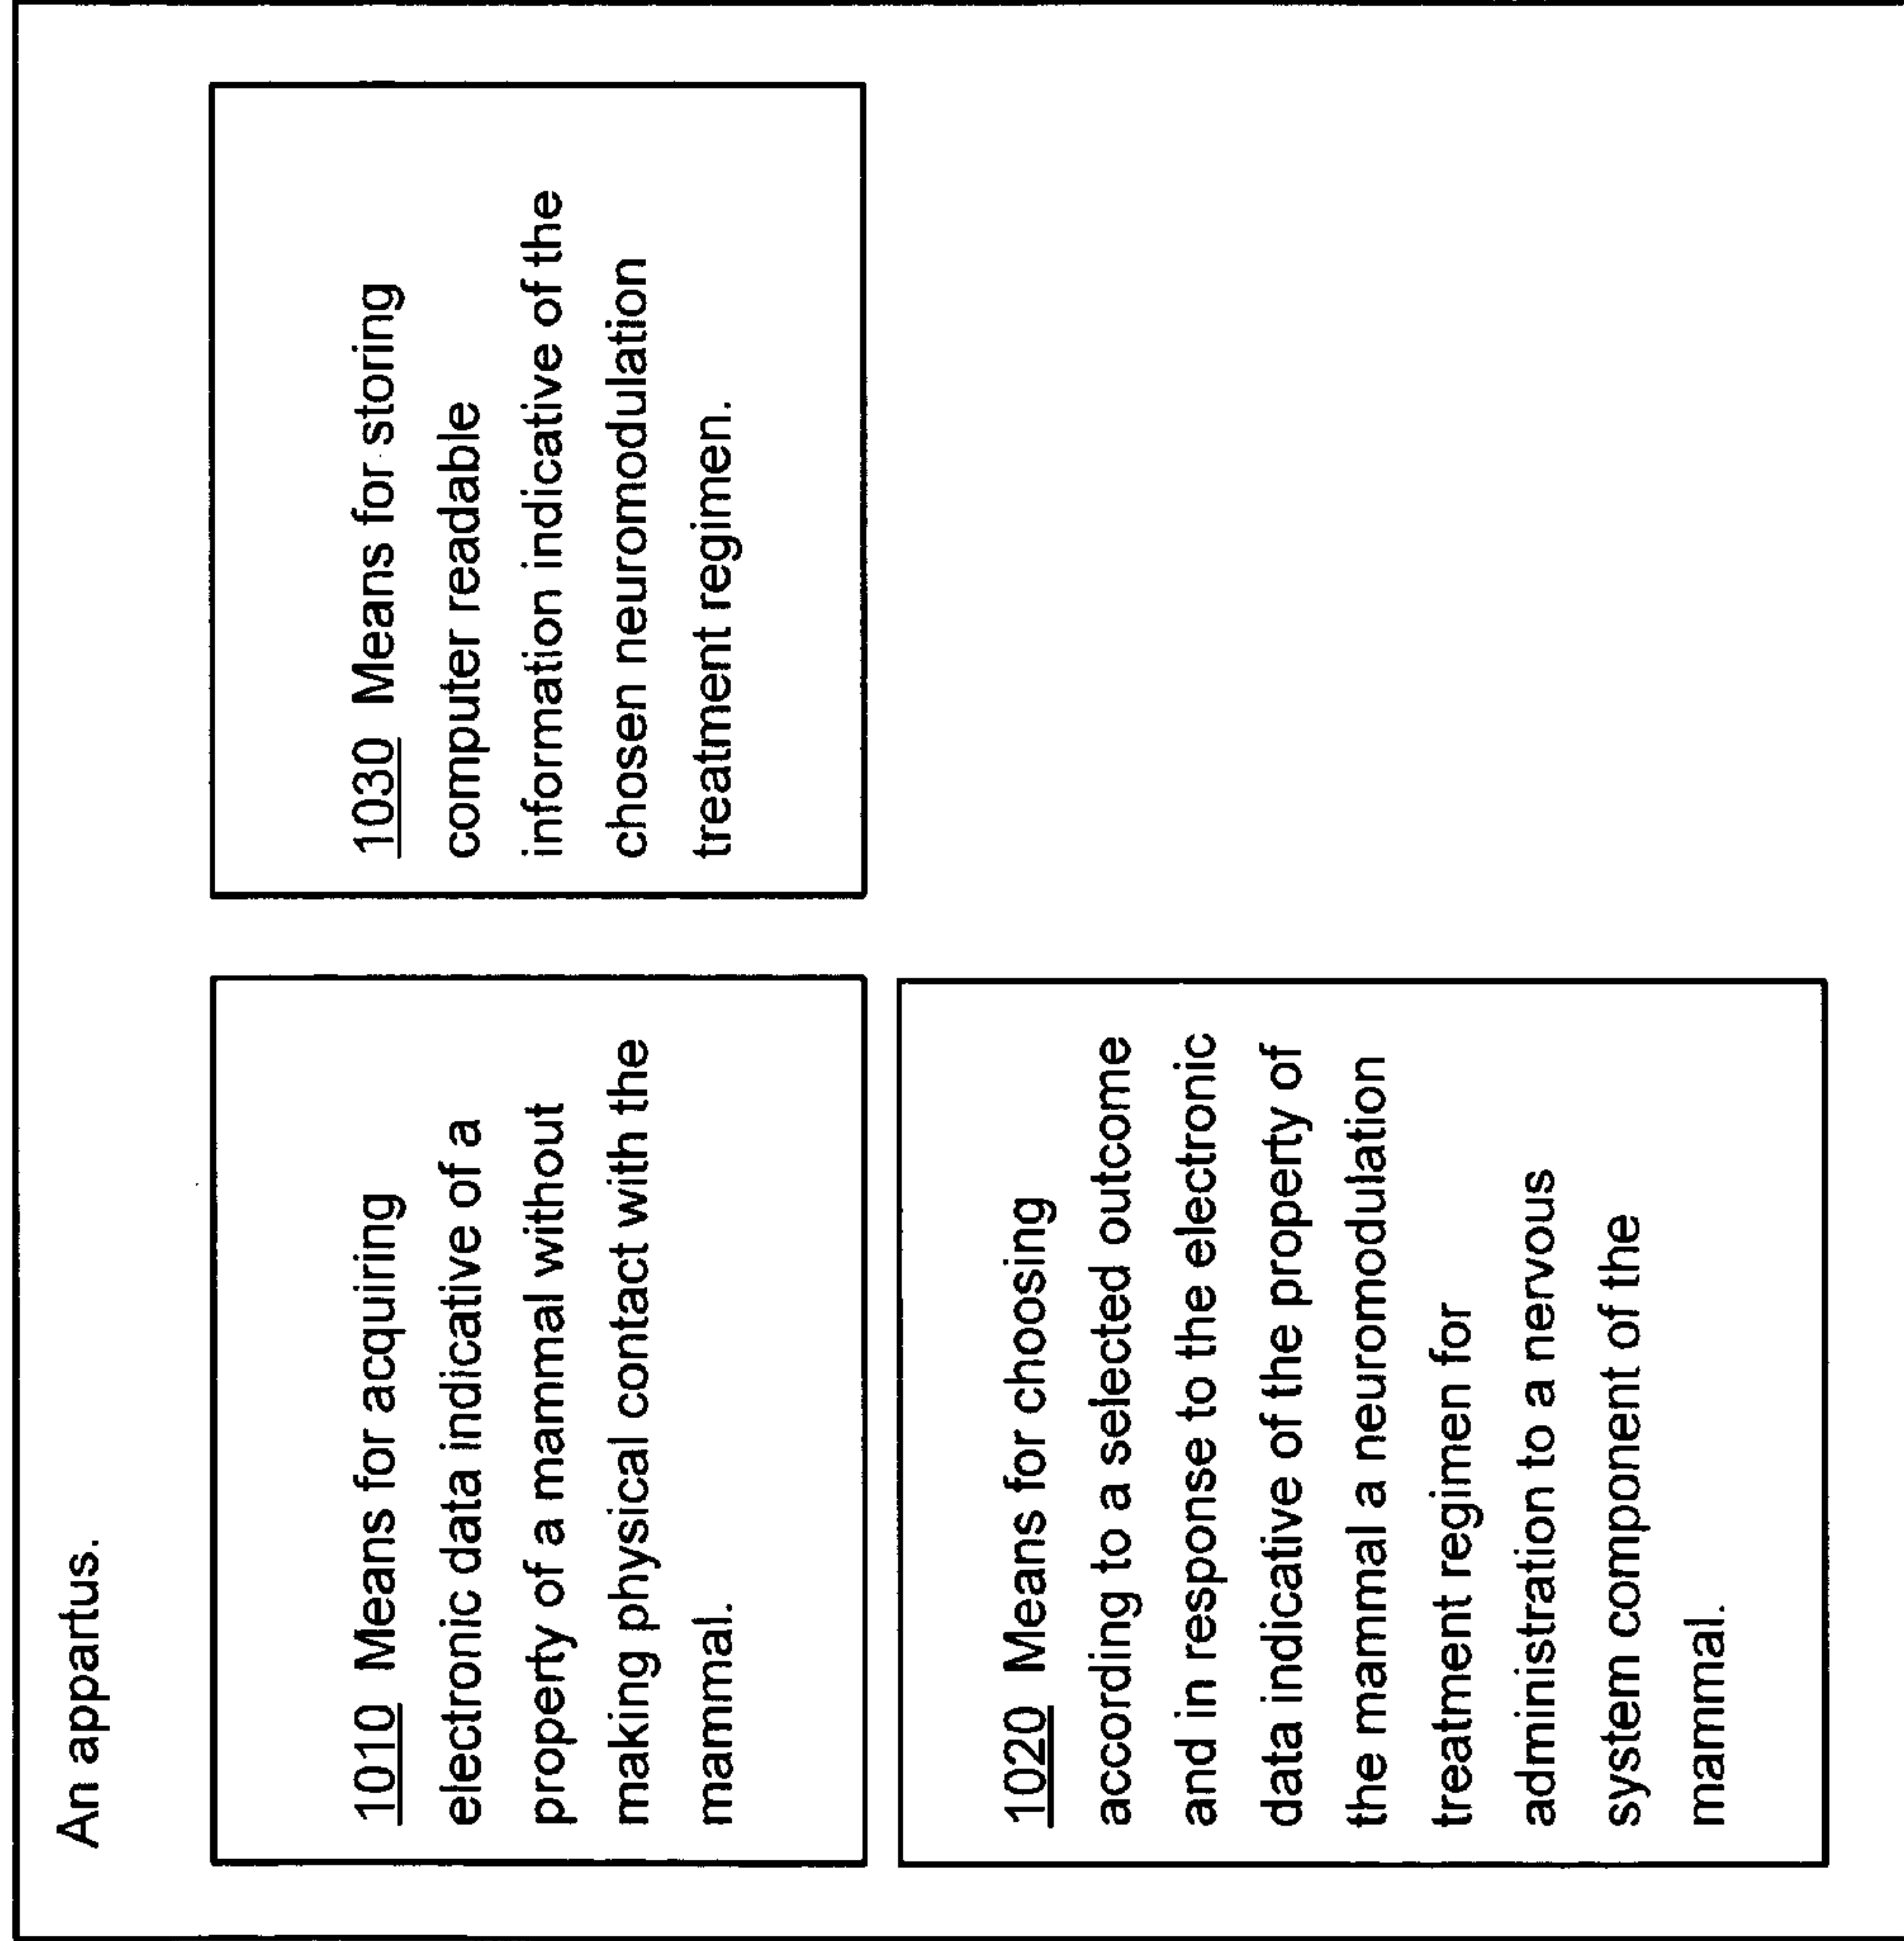 An appartus.
1010 Means for acquiring
electronic data indicative of a
property of a mammal without
making physical contact with the
mammal.
1020 Means for choosing
according to a selected outcome
and in response to the electronic
data indicative of the property of
the mammal a neuromodulation
treatment regimen for
administration to a nervous
system component of the
mammal.
1030 Means for storing
computer readable
information indicative of the
chosen neuromodulation
treatment regimen.